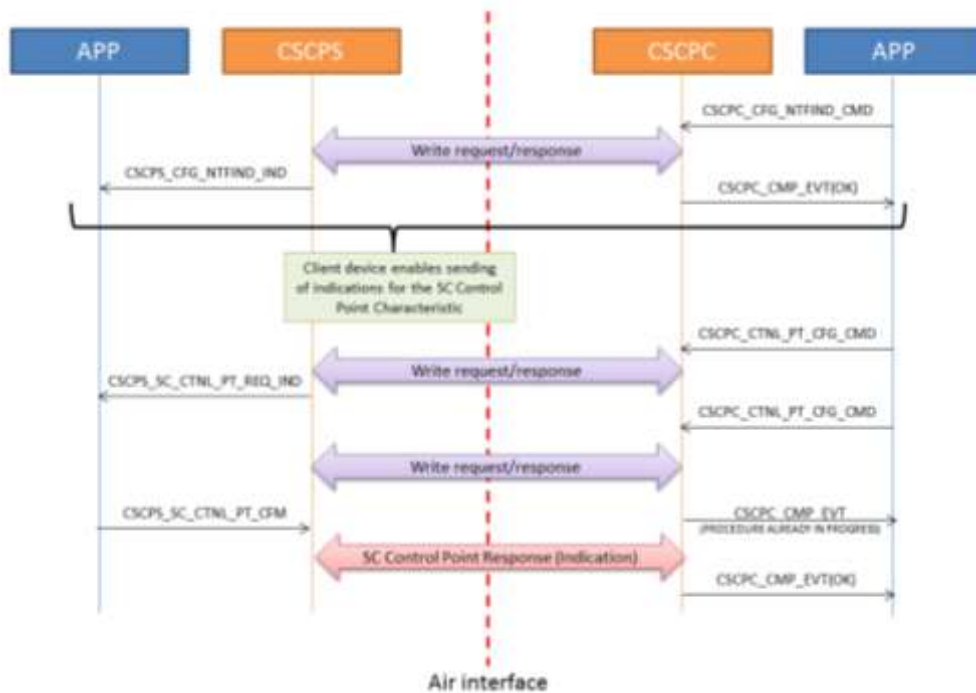 APP
CSCPS
CSCPC
APP
CSCPC_CFG_NTFIND_CMD
Write request/response
CSCPS_CFG_NTFIND_IND
CSCPC_CMP_EVT(OK)
Client device enables sending
of indications for the SC Control
Point Characteristic
CSCPC_CTNL_PT_CFG_CMD
Write request/response
CSCPS_SC_CTNL_PT_REQ_IND
CSCPC_CTNL_PT_CFG_CMD
Write request/response
CSCPS_SC_CTNL_PT_CFM
CSCPC_CMP_EVT
(PROCEDURE ALREADY IN PROGRESS)
SC Control Point Response (Indication)
CSCPC_CMP_EVT(OK)
Air interface